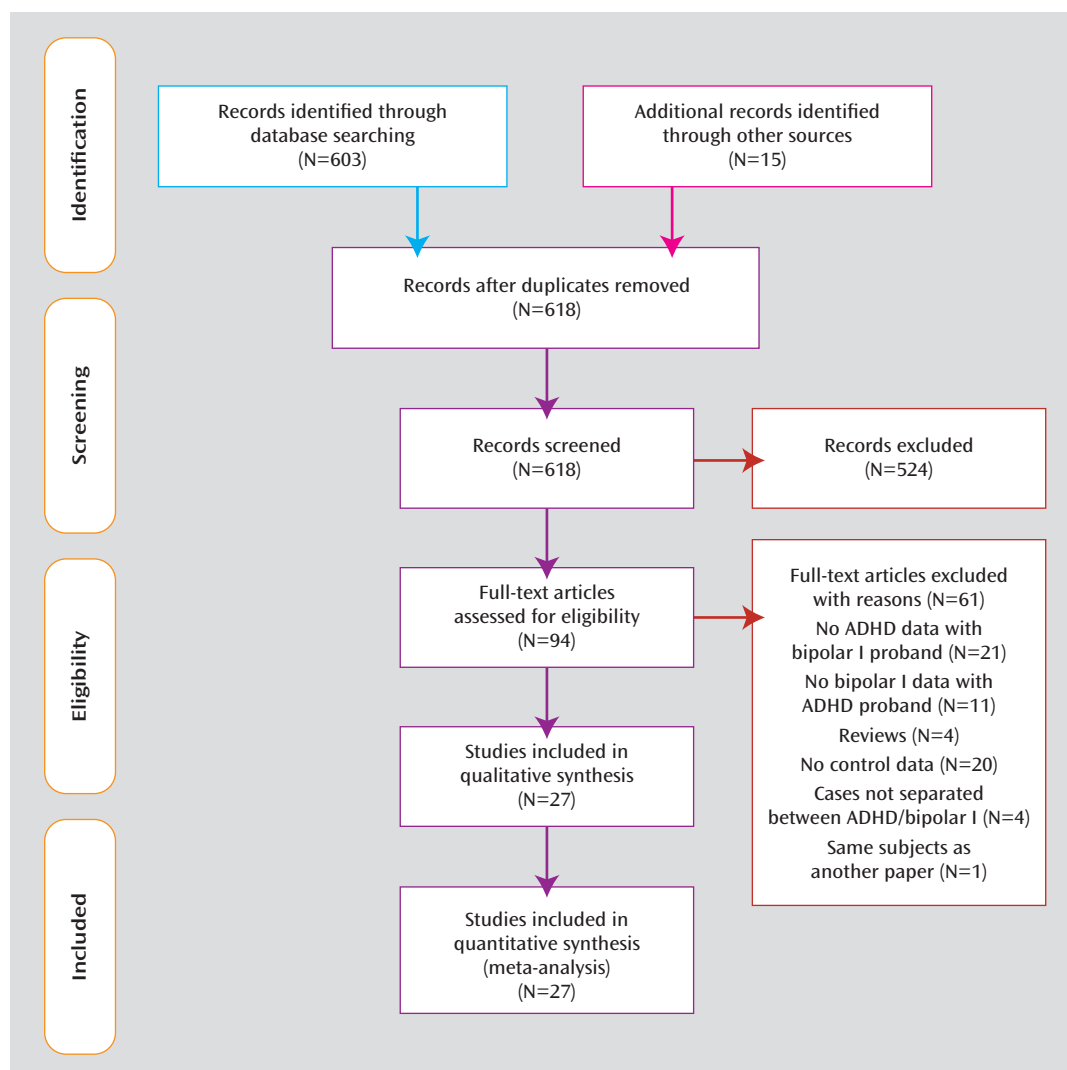 Identification
Records identified through
database searching
(N=603)
Additional records identified
through other sources
(N=15)
Records after duplicates removed
(N=618)
Screening
Records screened
(N=618)
Records excluded
(N=524)
Eligibility
Full-text articles
assessed for eligibility
(N=94)
Full-text articles excluded
with reasons (N=61)
No ADHD data with
bipolar I proband (N=21)
No bipolar I data with
ADHD proband (N=11)
Reviews (N=4)
No control data (N=20)
Cases not separated
between ADHD/bipolar I (N=4)
Same subjects as
another paper (N=1)
Studies included in
qualitative synthesis
(N=27)
Included
Studies included in
quantitative synthesis
(meta-analysis)
(N=27)